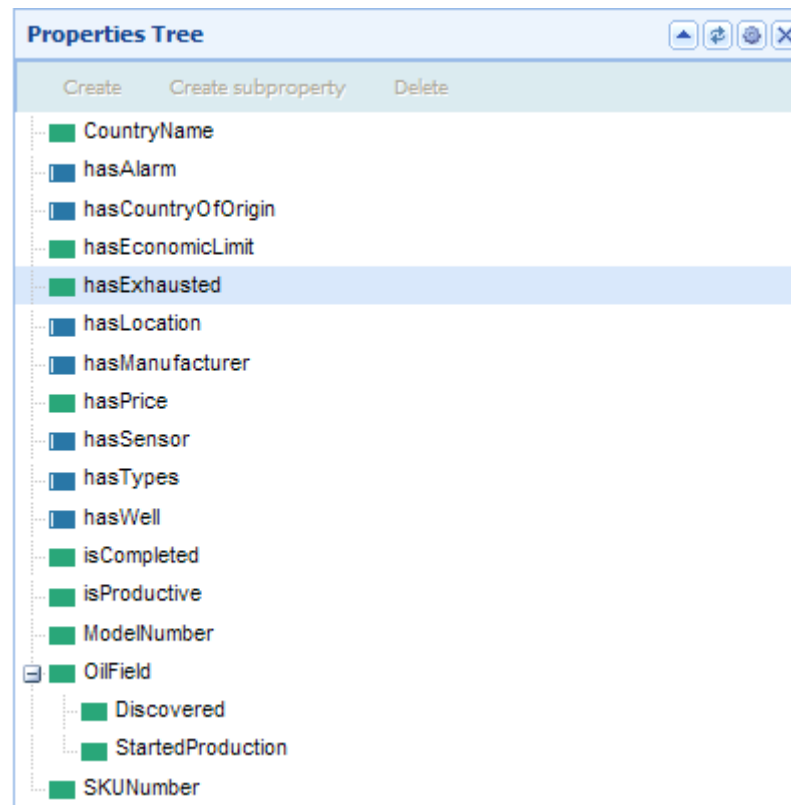 Properties Tree
Create Create subproperty Delete
CountryName
hasAlarm
hasCountryOfOrigin
hasEconomicLimit
hasExhausted
hasLocation
hasManufacturer
hasPrice
hasSensor
hasTypes
hasWell
isCompleted
isProductive
ModelNumber
OilField
Discovered
StartedProduction
SKUNumber